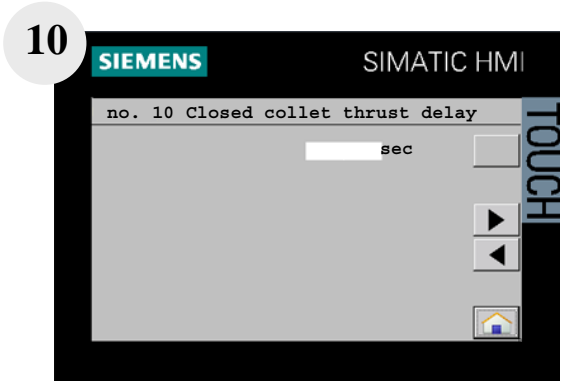 10
SIEMENS
SIMATIC HMI
no. 10 Closed collet thrust delay
sec
TOUCH